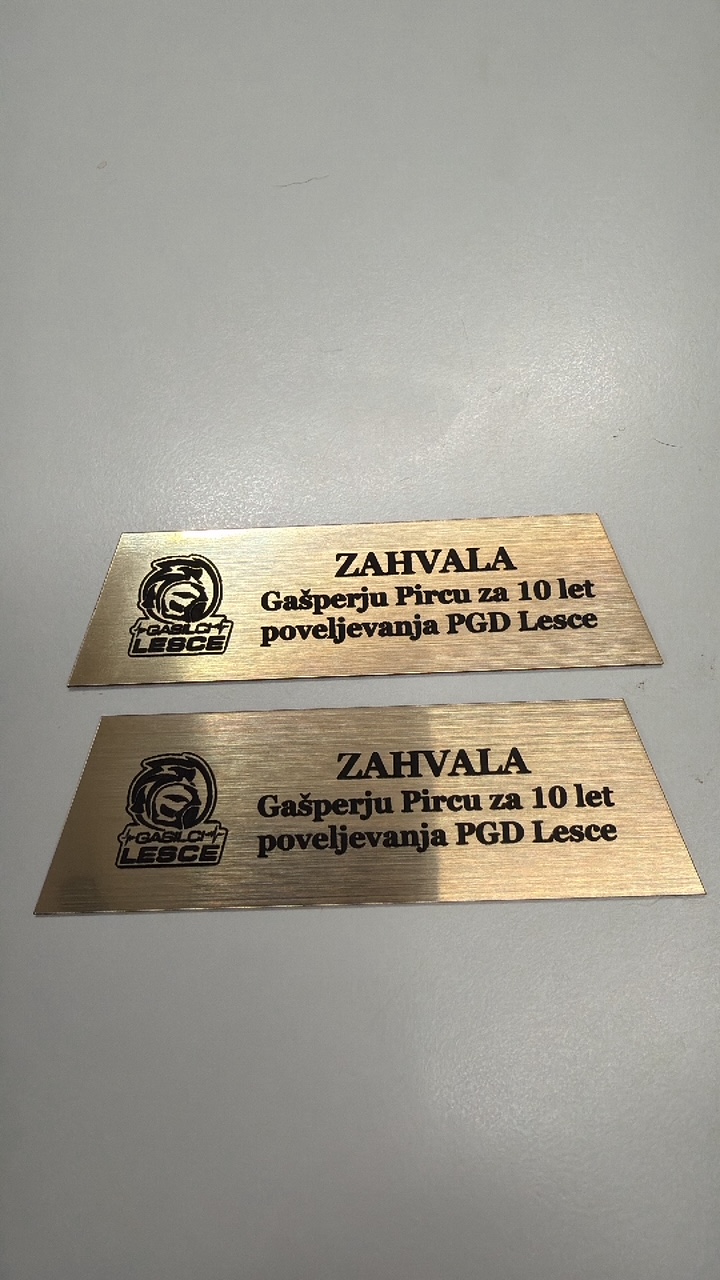 ZAHVALA
Gašperju Pircu za 10 let
poveljevanja PGD Lesce
GASILCI
LESCE
ZAHVALA
Gašperju Pircu za 10 let
poveljevanja PGD Lesce
GASILCI
LESCE